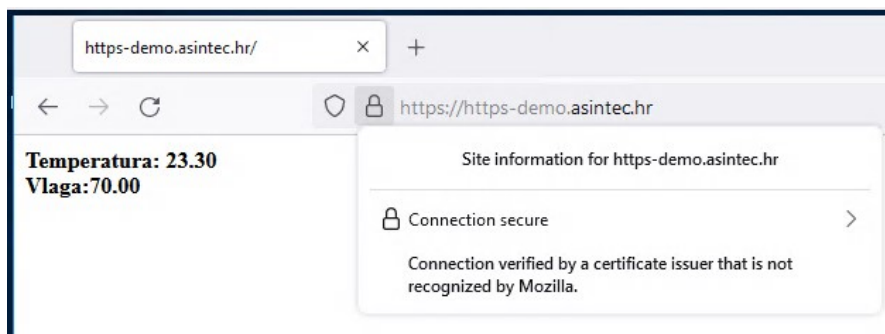 https-demo.asintec.hr/
https://https-demo.asintec.hr
Temperatura: 23.30
Vlaga:70.00
Site information for https-demo.asintec.hr
Connection secure
Connection verified by a certificate issuer that is not
recognized by Mozilla.